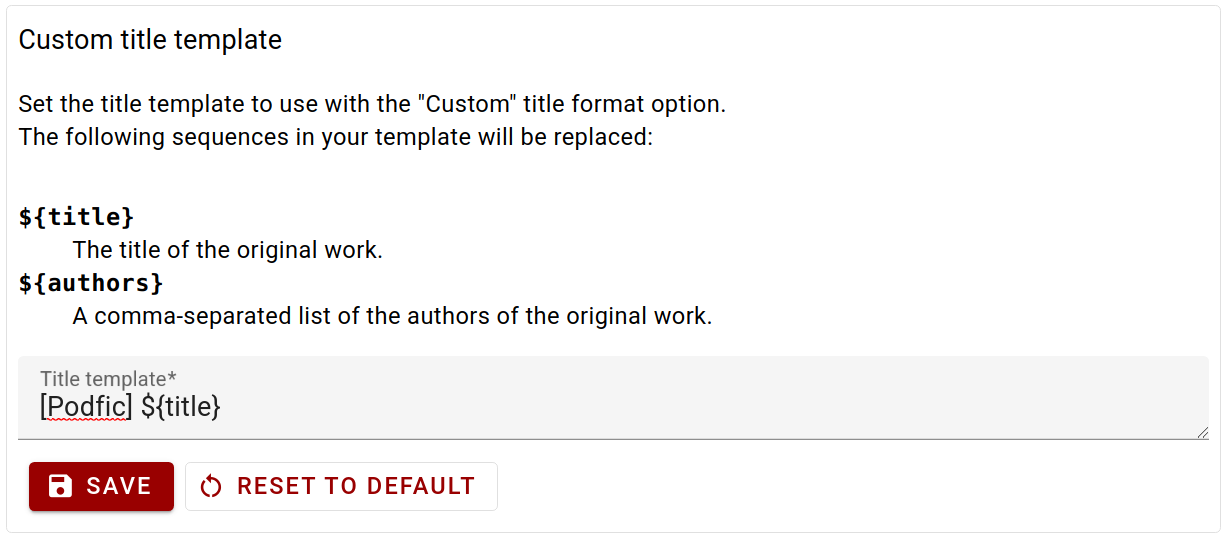 Custom title template
Set the title template to use with the "Custom" title format option.
The following sequences in your template will be replaced:
${title}
The title of the original work.
${authors}
A comma-separated list of the authors of the original work.
Title template*
[Podfic] ${title}
SAVE
RESET TO DEFAULT